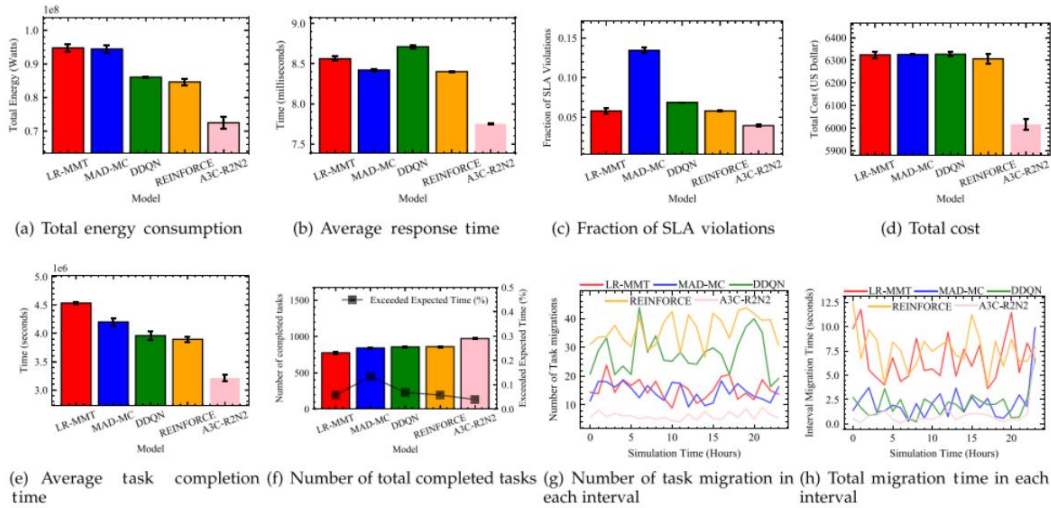 1e8
Total Energy (Watts)
1.0
0.9
0.8
0.7
LR-MMT MAD-MC DDQN REINFORCE A3C-R2N2
Model
(a) Total energy consumption
Time (milliseconds)
9.0
8.5
8.0
7.5
LR-MMT MAD-MC DDQN REINFORCE A3C-R2N2
Model
(b) Average response time
Fraction of SLA Violations
0.15
0.10
0.05
LR-MMT MAD-MC DDQN REINFORCE A3C-R2N2
Model
(c) Fraction of SLA violations
Total Cost (US Dollar)
6400
6300
6200
6100
6000
5900
LR-MMT MAD-MC DDQN REINFORCE A3C-R2N2
Model
(d) Total cost
1e6
Time (seconds)
5.0
4.5
4.0
3.5
3.0
LR-MMT MAD-MC DDQN REINFORCE A3C-R2N2
Model
(e) Average task completion
time
Exceeded Expected Time (%)
Number of completed tasks
1500
1250
1000
750
500
250
0
Exceeded Expected Time (%)
0.5
0.4
0.3
0.2
0.1
0.0
LR-MMT MAD-MC DDQN REINFORCE A3C-R2N2
Model
(f) Number of total completed tasks
LR-MMT MAD-MC DDQN
REINFORCE A3C-R2N2
Number of Task migrations
40
30
20
10
0 5 10 15 20
Simulation Time (Hours)
(g) Number of task migration in
each interval
LR-MMT MAD-MC DDQN
REINFORCE A3C-R2N2
Interval Migration Time (seconds)
12.5
10.0
7.5
5.0
2.5
0.0
0 5 10 15 20
Simulation Time (Hours)
(h) Total migration time in each
interval